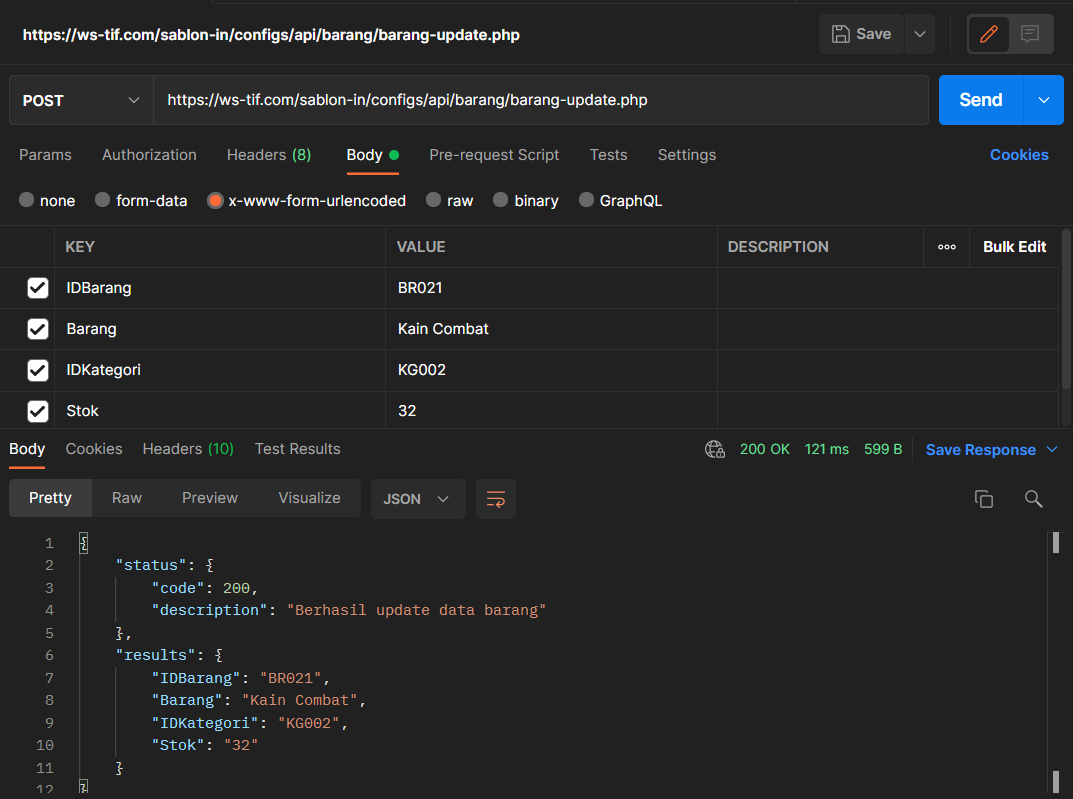 https://ws-tif.com/sablon-in/configs/api/barang/barang-update.php
Save
POST
https://ws-tif.com/sablon-in/configs/api/barang/barang-update.php
Send
Params Authorization Headers (8) Body Pre-request Script Tests Settings Cookies
none form-data x-www-form-urlencoded raw binary GraphQL
KEY VALUE DESCRIPTION ooo Bulk Edit
IDBarang BR021
Barang Kain Combat
IDKategori KG002
Stok 32
Body Cookies Headers (10) Test Results 200 OK 121 ms 599 B Save Response
Pretty Raw Preview Visualize JSON
1 {
2 "status": {
3 "code": 200,
4 "description": "Berhasil update data barang"
5 },
6 "results": {
7 "IDBarang": "BR021",
8 "Barang": "Kain Combat",
9 "IDKategori": "KG002",
10 "Stok": "32"
11 }
12 }